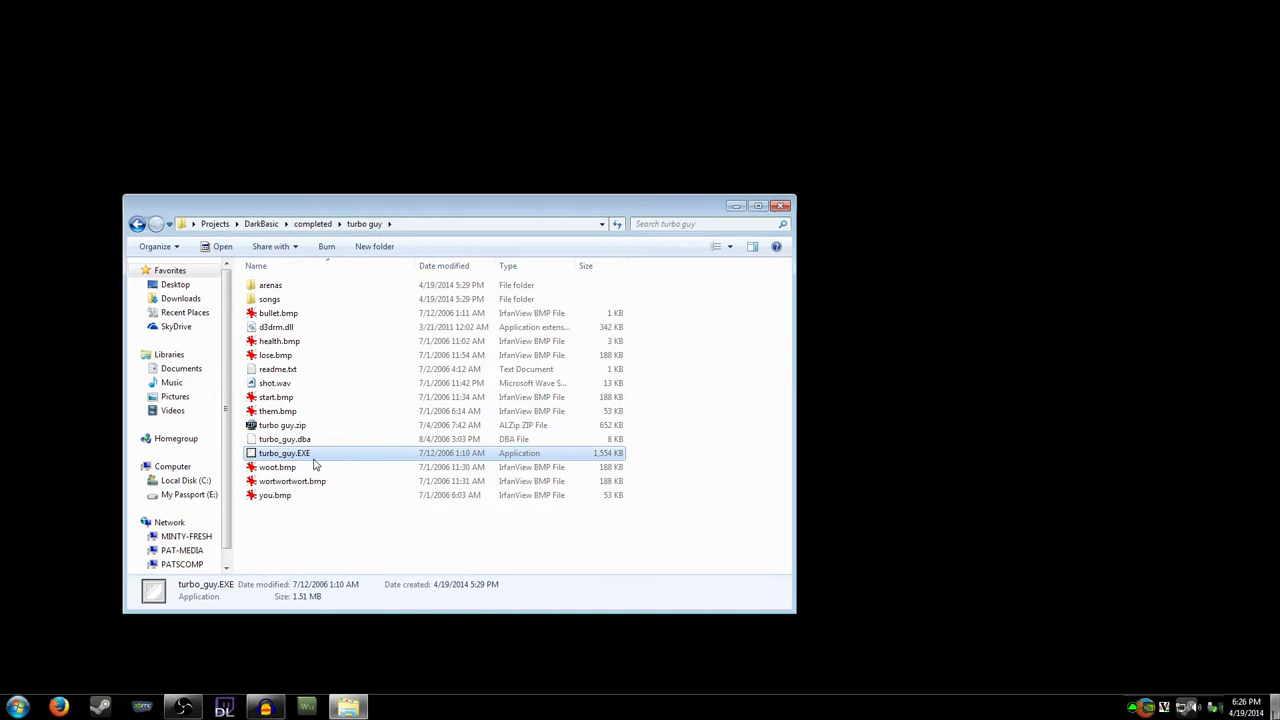 Projects DarkBasic completed turbo guy Search turbo guy
Organize Open Share with Burn New folder
Name Date modified Type Size
Favorites
Desktop
Downloads
Recent Places
SkyDrive
Libraries
Documents
Music
Pictures
Videos
Homegroup
Computer
Local Disk (C:)
My Passport (E:)
Network
MINTY-FRESH
PAT-MEDIA
PATSCOMP
arenas 4/19/2014 5:29 PM File folder
songs 4/19/2014 5:29 PM File folder
bullet.bmp 7/12/2006 1:11 AM IrfanView BMP File 1 KB
d3drm.dll 3/21/2011 12:02 AM Application extens... 342 KB
health.bmp 7/1/2006 11:02 AM IrfanView BMP File 3 KB
lose.bmp 7/1/2006 11:54 AM IrfanView BMP File 188 KB
readme.txt 7/2/2006 4:12 AM Text Document 1 KB
shot.wav 7/1/2006 11:42 PM Microsoft Wave S... 13 KB
start.bmp 7/1/2006 11:34 AM IrfanView BMP File 188 KB
them.bmp 7/1/2006 6:14 AM IrfanView BMP File 53 KB
turbo guy.zip 7/4/2006 7:42 AM ALZip ZIP File 652 KB
turbo_guy.dba 8/4/2006 3:03 PM DBA File 8 KB
turbo_guy.EXE 7/12/2006 1:10 AM Application 1,554 KB
woot.bmp 7/1/2006 11:30 AM IrfanView BMP File 188 KB
wortwortwort.bmp 7/1/2006 11:31 AM IrfanView BMP File 188 KB
you.bmp 7/1/2006 6:03 AM IrfanView BMP File 53 KB
turbo_guy.EXE Date modified: 7/12/2006 1:10 AM Date created: 4/19/2014 5:29 PM
Application Size: 1.51 MB
DL
6:26 PM
4/19/2014